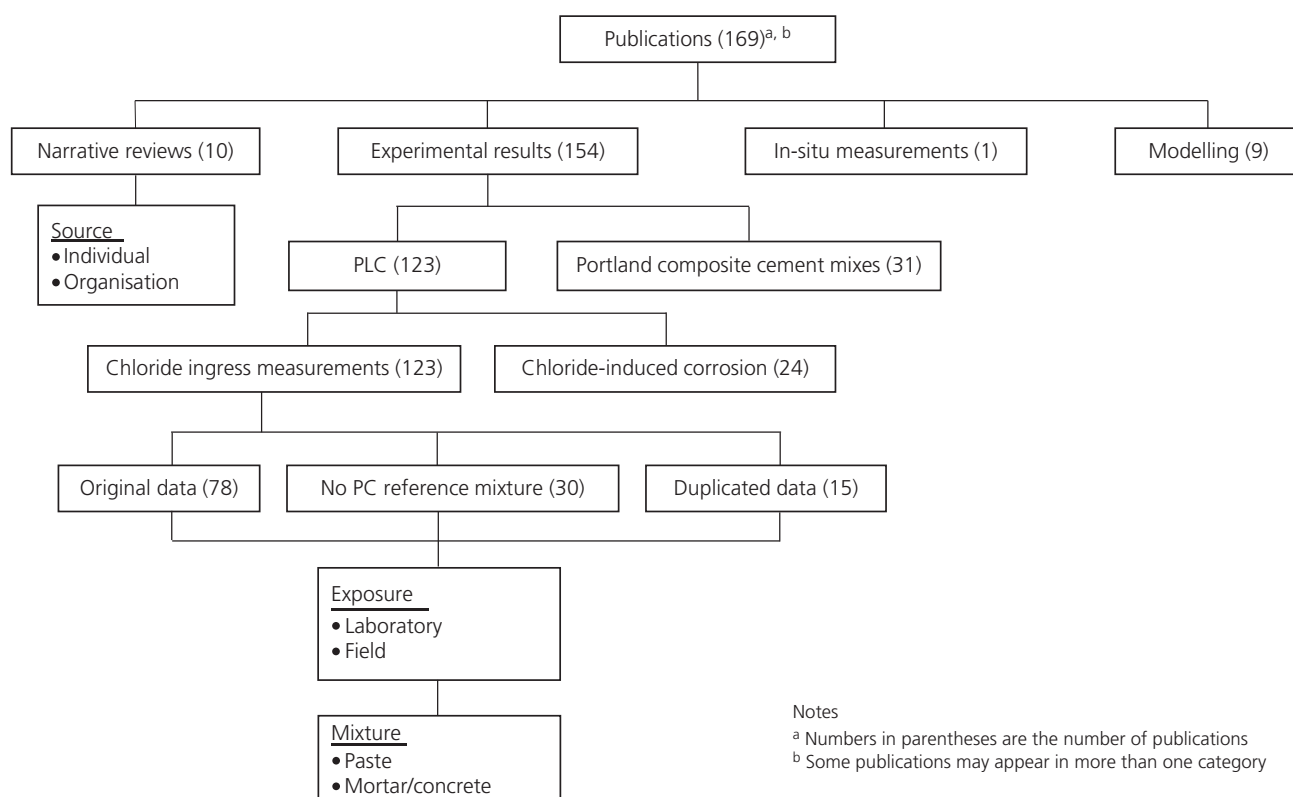 Publications (169)a, b
Narrative reviews (10)
Experimental results (154)
In-situ measurements (1)
Modelling (9)
Source
• Individual
• Organisation
PLC (123)
Portland composite cement mixes (31)
Chloride ingress measurements (123)
Chloride-induced corrosion (24)
Original data (78)
No PC reference mixture (30)
Duplicated data (15)
Exposure
• Laboratory
• Field
Mixture
• Paste
• Mortar/concrete
Notes
a Numbers in parentheses are the number of publications
b Some publications may appear in more than one category